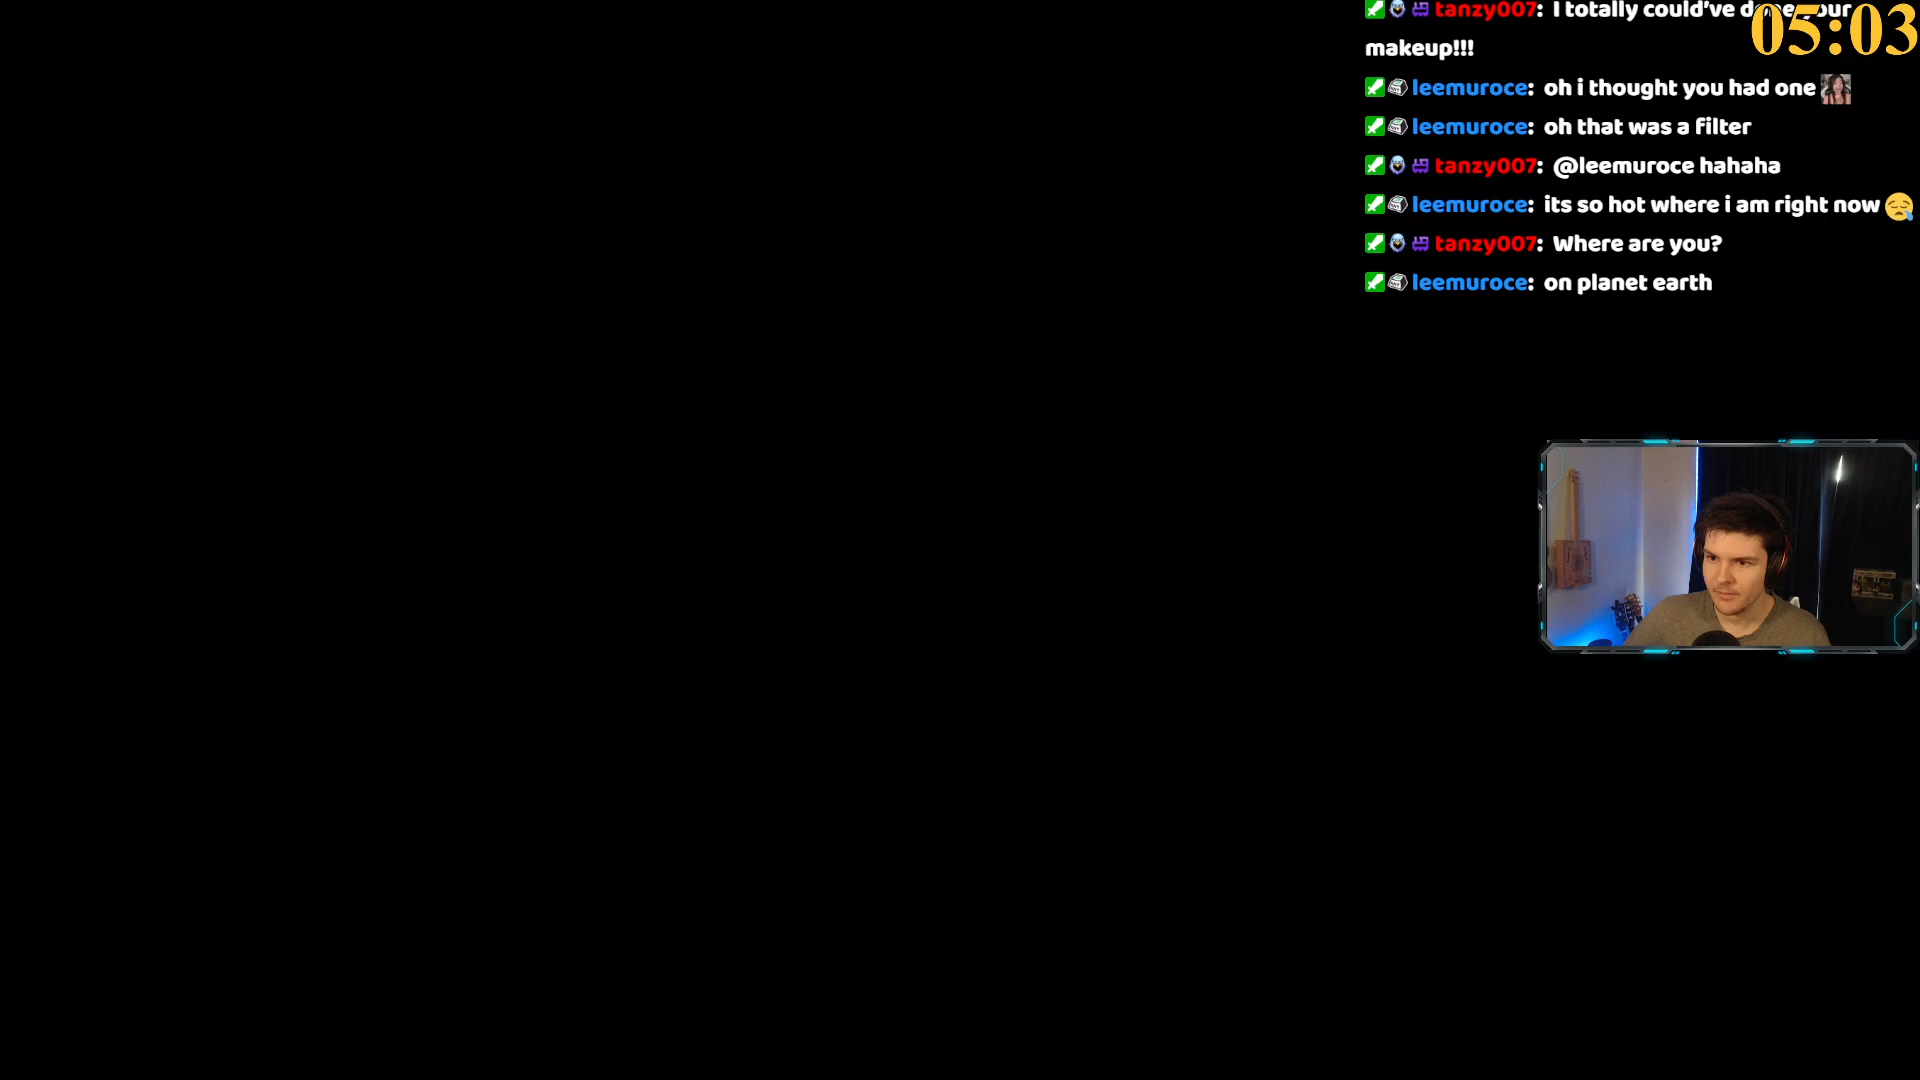 tanzy007: I totally could've your
05:03
makeup!!!
leemuroce: oh i thought you had one
leemuroce: oh that was a filter
tanzy007: @leemuroce hahaha
leemuroce: its so hot where i am right now
tanzy007: Where are you?
leemuroce: on planet earth